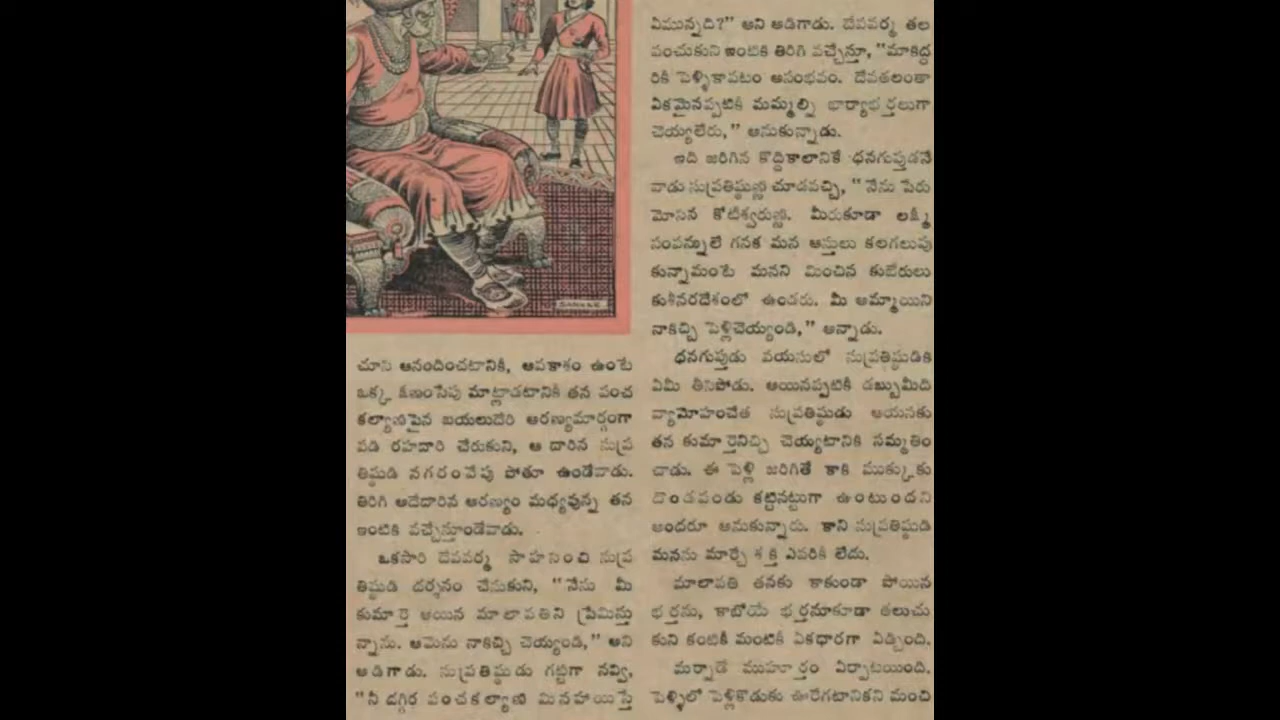 SANKAR
చూసి ఆనందించటానికీ, అవకాశం ఉంటే
ఒక్క క్షణంసేపు మాట్లాడటానికీ తన పంచ
కల్యాణిపైన బయలుదేరి అరణ్యమార్గంగా
పడి రహదారి చేరుకుని, ఆ దారిన సుప్ర
తిష్ఠుడి నగరంవేపు పోతూ ఉండేవాడు.
తిరిగి అదేదారిన అరణ్యం మధ్యవున్న తన
ఇంటికి వచ్చేస్తూండేవాడు.
ఒకసారి దేవవర్మ సాహసించి సుప్ర
తిష్ఠుడి దర్శనం చేసుకుని, "నేను మీ
కుమార్తె అయిన మాలావతిని ప్రేమిస్తు
న్నాను. ఆమెను నాకిచ్చి చెయ్యండి," అని
అడిగాడు. సుప్రతిష్ఠుడు గట్టిగా నవ్వి,
"నీ దగ్గిర పంచకల్యాణి మినహాయిస్తే
ఏమున్నది?" అని అడిగాడు. దేవవర్మ తల
వంచుకుని ఇంటికి తిరిగి వచ్చేస్తూ, "మాకిద్ద
రికీ పెళ్ళికావటం అసంభవం. దేవతలంతా
ఏకమైనప్పటికీ మమ్మల్ని భార్యాభర్తలుగా
చెయ్యలేరు," అనుకున్నాడు.
ఇది జరిగిన కొద్దికాలానికే ధనగుప్తుడనే
వాడు సుప్రతిష్ఠుణ్ణి చూడవచ్చి, "నేను పేరు
మోసిన కోటీశ్వరుణ్ణి. మీరుకూడా లక్ష్మీ
సంపన్నులే గనక మన ఆస్తులు కలగలుపు
కున్నామంటే మనని మించిన కుబేరులు
కుశినరదేశంలో ఉండరు. మీ అమ్మాయిని
నాకిచ్చి పెళ్లిచెయ్యండి," అన్నాడు.
ధనగుప్తుడు వయసులో సుప్రతిష్ఠుడికి
ఏమీ తీసిపోడు. అయినప్పటికీ డబ్బుమీది
వ్యామోహంచేత సుప్రతిష్ఠుడు అయనకు
తన కుమార్తెనిచ్చి చెయ్యటానికి సమ్మతిం
చాడు. ఈ పెళ్లి జరిగితే కాకి ముక్కుకు
దొండపండు కట్టినట్టుగా ఉంటుందని
అందరూ అనుకున్నారు. కాని సుప్రతిష్ఠుడి
మనసు మార్చే శక్తి ఎవరికీ లేదు.
మాలావతి తనకు కాకుండా పోయిన
భర్తను, కాబోయే భర్తనూకూడా తలుచు
కుని కంటికీ మంటికీ ఏకధారగా ఏడ్చింది.
మర్నాడే ముహూర్తం ఏర్పాటయింది.
పెళ్ళిలో పెళ్లికొడుకు ఊరేగటానికని మంచి